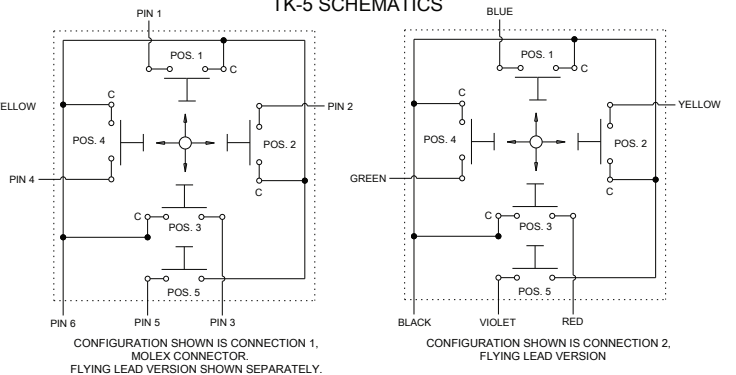 TK-5 SCHEMATICS
PIN 1
POS. 1
C
C
POS. 4
PIN 2
POS. 2
C
PIN 4
C
POS. 3
POS. 5
PIN 6
PIN 5
PIN 3
CONFIGURATION SHOWN IS CONNECTION 1,
MOLEX CONNECTOR.
FLYING LEAD VERSION SHOWN SEPARATELY.
BLUE
POS. 1
C
C
YELLOW
POS. 4
POS. 2
C
GREEN
C
POS. 3
POS. 5
BLACK
VIOLET
RED
CONFIGURATION SHOWN IS CONNECTION 2,
FLYING LEAD VERSION